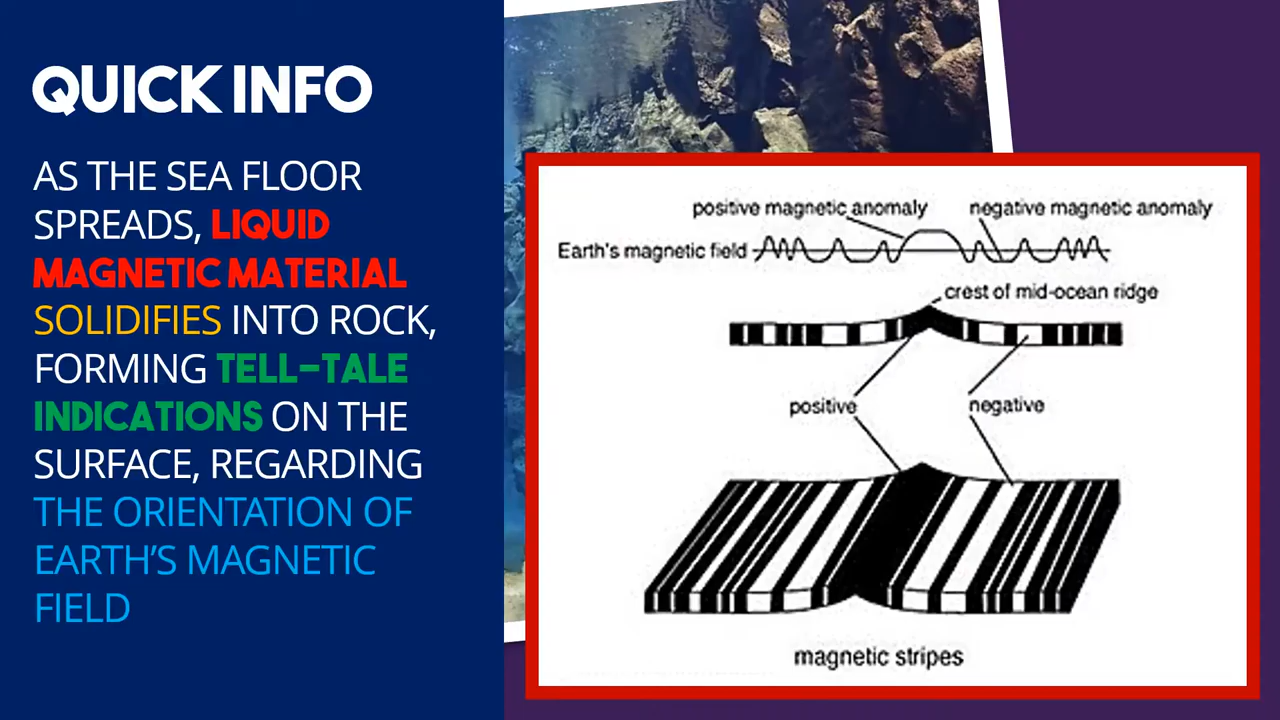 QUICK INFO
AS THE SEA FLOOR
SPREADS, LIQUID
MAGNETIC MATERIAL
SOLIDIFIES INTO ROCK,
FORMING TELL-TALE
INDICATIONS ON THE
SURFACE, REGARDING
THE ORIENTATION OF
EARTH'S MAGNETIC
FIELD
positive magnetic anomaly
negative magnetic anomaly
Earth's magnetic field
crest of mid-ocean ridge
positive
negative
magnetic stripes